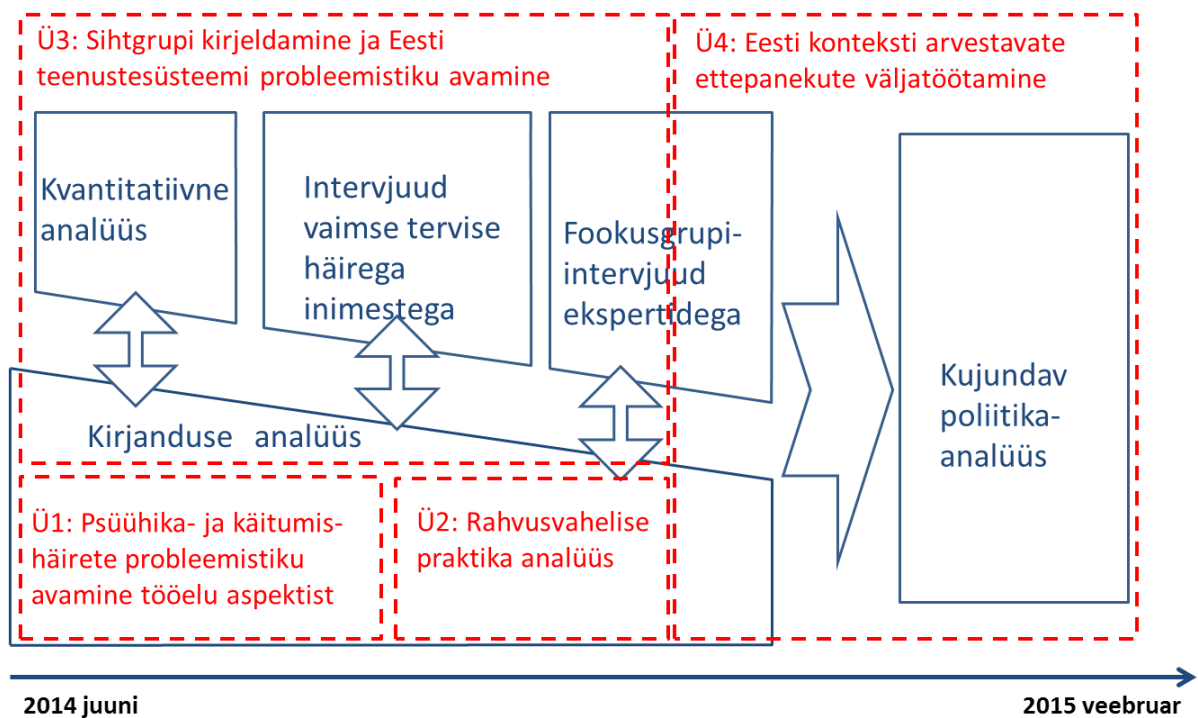 Ü3: Sihtgrupi kirjeldamine ja Eesti
teenustesüsteemi probleemistiku avamine
Ü4: Eesti konteksti arvestavate
ettepanekute väljatöötamine
Kvantitatiivne
analüüs
Intervjuud
vaimse tervise
häirega
inimestega
Fookusgrupi-
intervjuud
ekspertidega
Kujundav
poliitika-
analüüs
Kirjanduse analüüs
Ü1: Psüühika- ja käitumis-
häirete probleemistiku
avamine tööelu aspektist
Ü2: Rahvusvahelise
praktika analüüs
2014 juuni
2015 veebruar